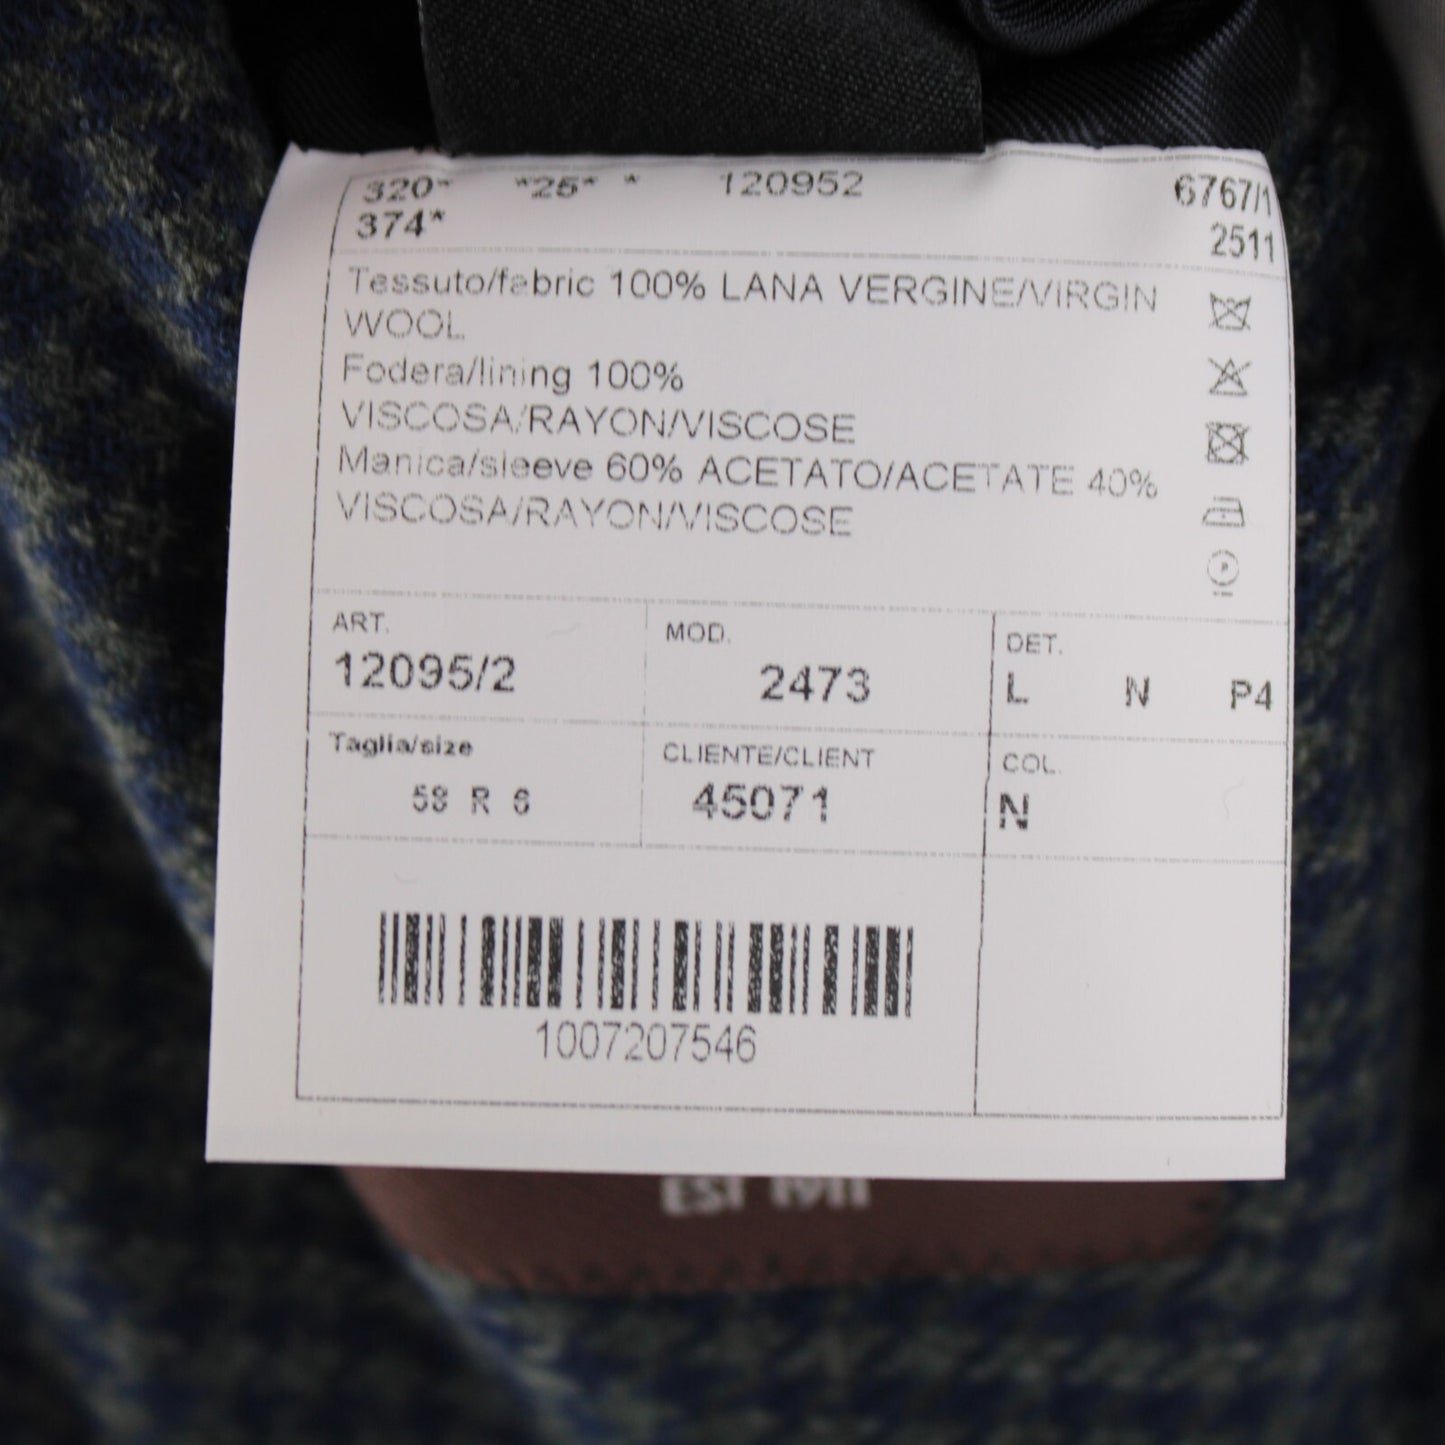 320* *25* * 120952 6767/1
374* 2511
Tessuto/fabric 100% LANA VERGINE/VIRGIN
WOOL
Fodera/lining 100%
VISCOSA/RAYON/VISCOSE
Manica/sleeve 60% ACETATO/ACETATE 40%
VISCOSA/RAYON/VISCOSE
P
ART. MOD. DET.
12095/2 2473 L N P4
Taglia/size CLIENTE/CLIENT COL.
58 R 6 45071 N
1007207546
EST 1911